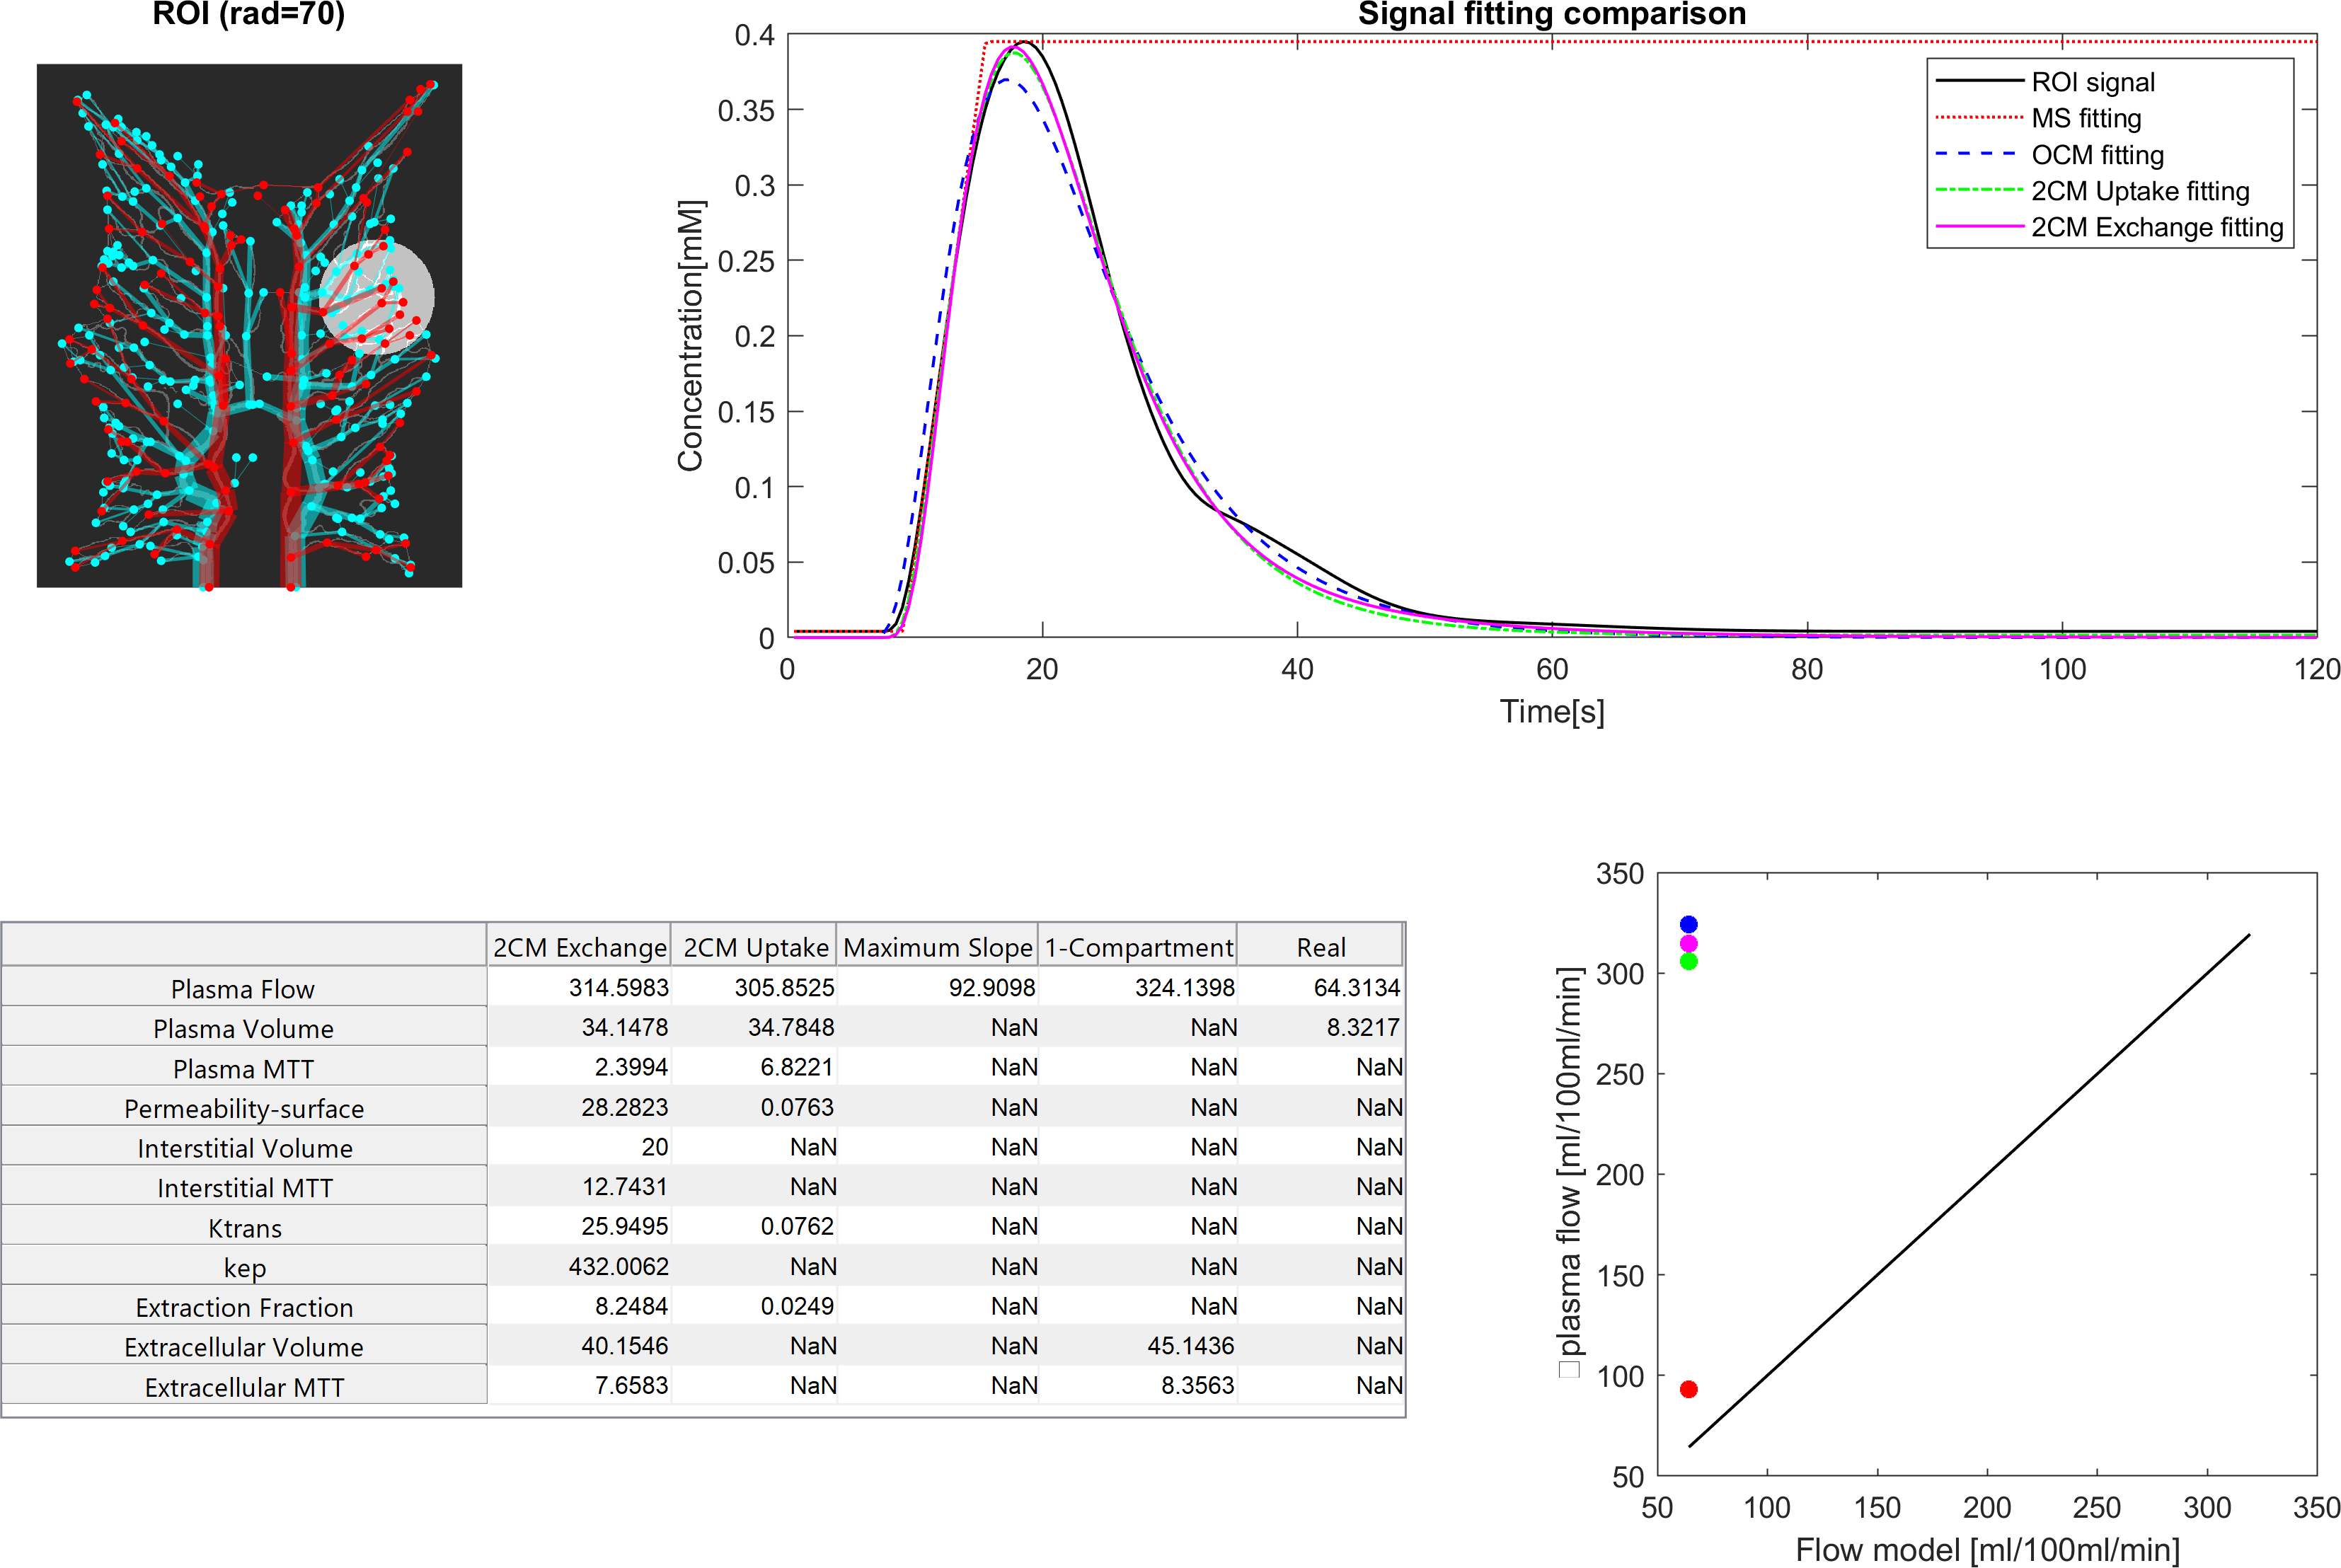 ROI (rad=70)
Signal fitting comparison
Concentration[mM]
0.4
0.35
0.3
0.25
0.2
0.15
0.1
0.05
0
0 20 40 60 80 100 120
Time[s]
ROI signal
MS fitting
OCM fitting
2CM Uptake fitting
2CM Exchange fitting
2CM Exchange 2CM Uptake Maximum Slope 1-Compartment Real
Plasma Flow 314.5983 305.8525 92.9098 324.1398 64.3134
Plasma Volume 34.1478 34.7848 NaN NaN 8.3217
Plasma MTT 2.3994 6.8221 NaN NaN NaN
Permeability-surface 28.2823 0.0763 NaN NaN NaN
Interstitial Volume 20 NaN NaN NaN NaN
Interstitial MTT 12.7431 NaN NaN NaN NaN
Ktrans 25.9495 0.0762 NaN NaN NaN
kep 432.0062 NaN NaN NaN NaN
Extraction Fraction 8.2484 0.0249 NaN NaN NaN
Extracellular Volume 40.1546 NaN NaN 45.1436 NaN
Extracellular MTT 7.6583 NaN NaN 8.3563 NaN
□plasma flow [ml/100ml/min]
350
300
250
200
150
100
50
50 100 150 200 250 300 350
Flow model [ml/100ml/min]